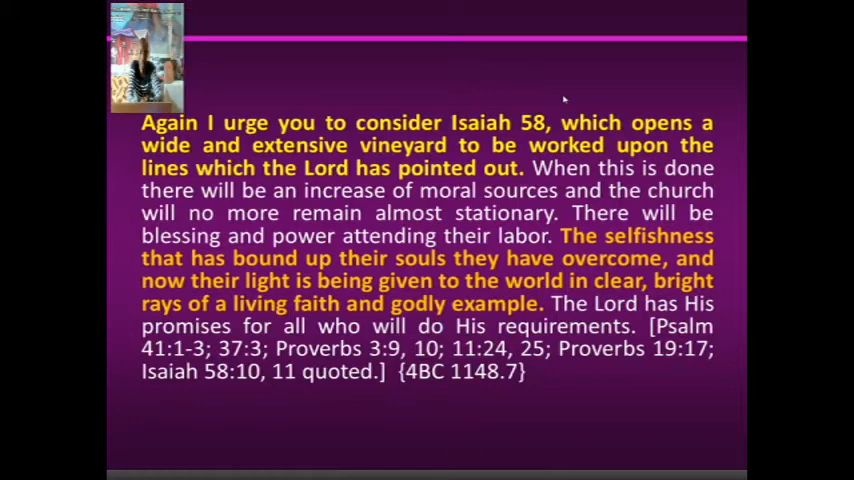 Again I urge you to consider Isaiah 58, which opens a
wide and extensive vineyard to be worked upon the
lines which the Lord has pointed out. When this is done
there will be an increase of moral sources and the church
will no more remain almost stationary. There will be
blessing and power attending their labor. The selfishness
that has bound up their souls they have overcome, and
now their light is being given to the world in clear, bright
rays of a living faith and godly example. The Lord has His
promises for all who will do His requirements. [Psalm
41:1-3; 37:3; Proverbs 3:9, 10; 11:24, 25; Proverbs 19:17;
Isaiah 58:10, 11 quoted.] {4BC 1148.7}